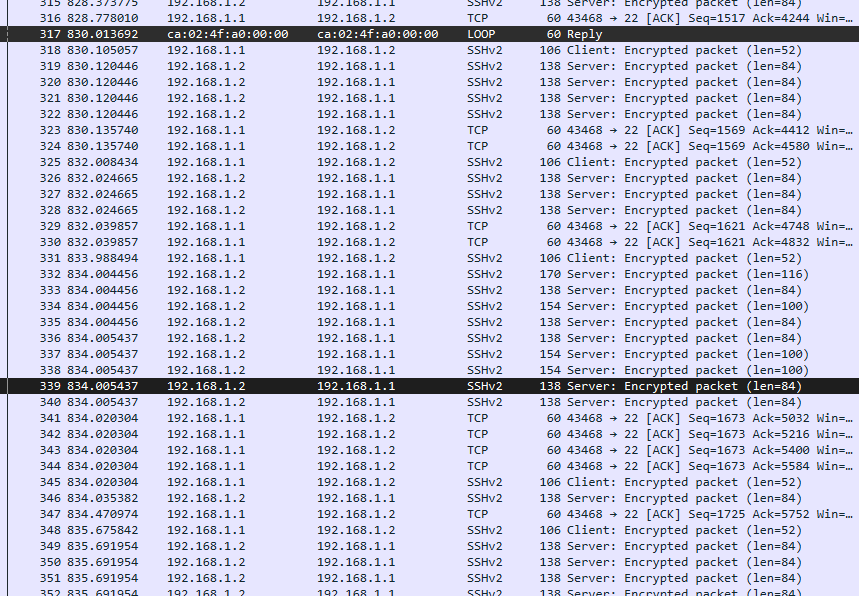 315 828.373775 192.168.1.2 192.168.1.1 SSHv2 138 Server: Encrypted packet (len=84)
316 828.778010 192.168.1.1 192.168.1.2 TCP 60 43468 → 22 [ACK] Seq=1517 Ack=4244 Win=…
317 830.013692 ca:02:4f:a0:00:00 ca:02:4f:a0:00:00 LOOP 60 Reply
318 830.105057 192.168.1.1 192.168.1.2 SSHv2 106 Client: Encrypted packet (len=52)
319 830.120446 192.168.1.2 192.168.1.1 SSHv2 138 Server: Encrypted packet (len=84)
320 830.120446 192.168.1.2 192.168.1.1 SSHv2 138 Server: Encrypted packet (len=84)
321 830.120446 192.168.1.2 192.168.1.1 SSHv2 138 Server: Encrypted packet (len=84)
322 830.120446 192.168.1.2 192.168.1.1 SSHv2 138 Server: Encrypted packet (len=84)
323 830.135740 192.168.1.1 192.168.1.2 TCP 60 43468 → 22 [ACK] Seq=1569 Ack=4412 Win=…
324 830.135740 192.168.1.1 192.168.1.2 TCP 60 43468 → 22 [ACK] Seq=1569 Ack=4580 Win=…
325 832.008434 192.168.1.1 192.168.1.2 SSHv2 106 Client: Encrypted packet (len=52)
326 832.024665 192.168.1.2 192.168.1.1 SSHv2 138 Server: Encrypted packet (len=84)
327 832.024665 192.168.1.2 192.168.1.1 SSHv2 138 Server: Encrypted packet (len=84)
328 832.024665 192.168.1.2 192.168.1.1 SSHv2 138 Server: Encrypted packet (len=84)
329 832.039857 192.168.1.1 192.168.1.2 TCP 60 43468 → 22 [ACK] Seq=1621 Ack=4748 Win=…
330 832.039857 192.168.1.1 192.168.1.2 TCP 60 43468 → 22 [ACK] Seq=1621 Ack=4832 Win=…
331 833.988494 192.168.1.1 192.168.1.2 SSHv2 106 Client: Encrypted packet (len=52)
332 834.004456 192.168.1.2 192.168.1.1 SSHv2 170 Server: Encrypted packet (len=116)
333 834.004456 192.168.1.2 192.168.1.1 SSHv2 138 Server: Encrypted packet (len=84)
334 834.004456 192.168.1.2 192.168.1.1 SSHv2 154 Server: Encrypted packet (len=100)
335 834.004456 192.168.1.2 192.168.1.1 SSHv2 138 Server: Encrypted packet (len=84)
336 834.005437 192.168.1.2 192.168.1.1 SSHv2 138 Server: Encrypted packet (len=84)
337 834.005437 192.168.1.2 192.168.1.1 SSHv2 154 Server: Encrypted packet (len=100)
338 834.005437 192.168.1.2 192.168.1.1 SSHv2 154 Server: Encrypted packet (len=100)
339 834.005437 192.168.1.2 192.168.1.1 SSHv2 138 Server: Encrypted packet (len=84)
340 834.005437 192.168.1.2 192.168.1.1 SSHv2 138 Server: Encrypted packet (len=84)
341 834.020304 192.168.1.1 192.168.1.2 TCP 60 43468 → 22 [ACK] Seq=1673 Ack=5032 Win=…
342 834.020304 192.168.1.1 192.168.1.2 TCP 60 43468 → 22 [ACK] Seq=1673 Ack=5216 Win=…
343 834.020304 192.168.1.1 192.168.1.2 TCP 60 43468 → 22 [ACK] Seq=1673 Ack=5400 Win=…
344 834.020304 192.168.1.1 192.168.1.2 TCP 60 43468 → 22 [ACK] Seq=1673 Ack=5584 Win=…
345 834.020304 192.168.1.1 192.168.1.2 SSHv2 106 Client: Encrypted packet (len=52)
346 834.035382 192.168.1.2 192.168.1.1 SSHv2 138 Server: Encrypted packet (len=84)
347 834.470974 192.168.1.1 192.168.1.2 TCP 60 43468 → 22 [ACK] Seq=1725 Ack=5752 Win=…
348 835.675842 192.168.1.1 192.168.1.2 SSHv2 106 Client: Encrypted packet (len=52)
349 835.691954 192.168.1.2 192.168.1.1 SSHv2 138 Server: Encrypted packet (len=84)
350 835.691954 192.168.1.2 192.168.1.1 SSHv2 138 Server: Encrypted packet (len=84)
351 835.691954 192.168.1.2 192.168.1.1 SSHv2 138 Server: Encrypted packet (len=84)
352 835.691954 192.168.1.2 192.168.1.1 SSHv2 138 Server: Encrypted packet (len=84)